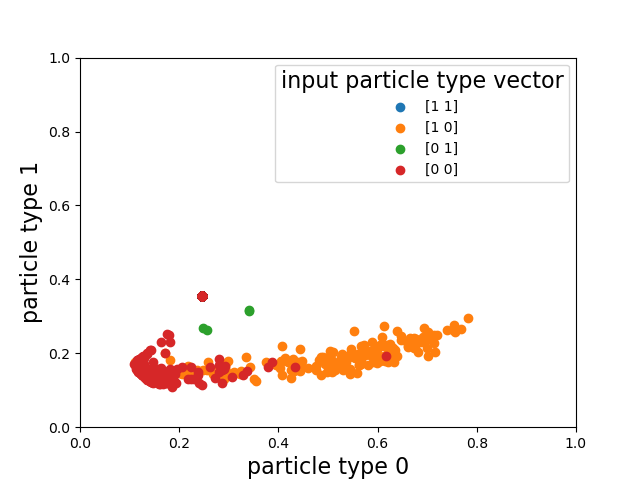 input particle type vector
[1 1]
[1 0]
[0 1]
[0 0]
1.0
0.8
0.6
0.4
0.2
0.0
particle type 1
0.0 0.2 0.4 0.6 0.8 1.0
particle type 0